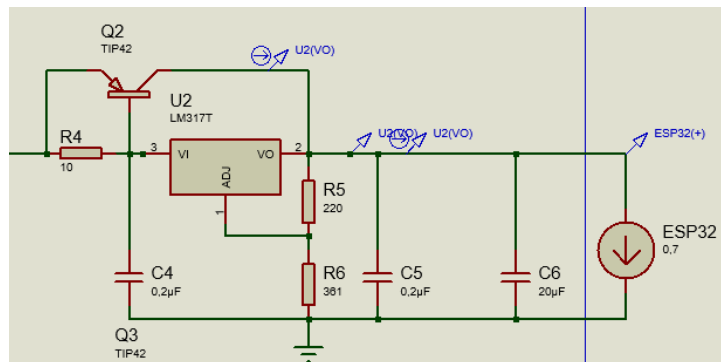 Q2
TIP42
U2(VO)
U2
LM317T
R4
10
3
VI
VO
2
ADJ
1
U2(VO)
U2(VO)
ESP32(+)
R5
220
R6
361
C4
0,2µF
C5
0,2µF
C6
20µF
ESP32
0,7
Q3
TIP42